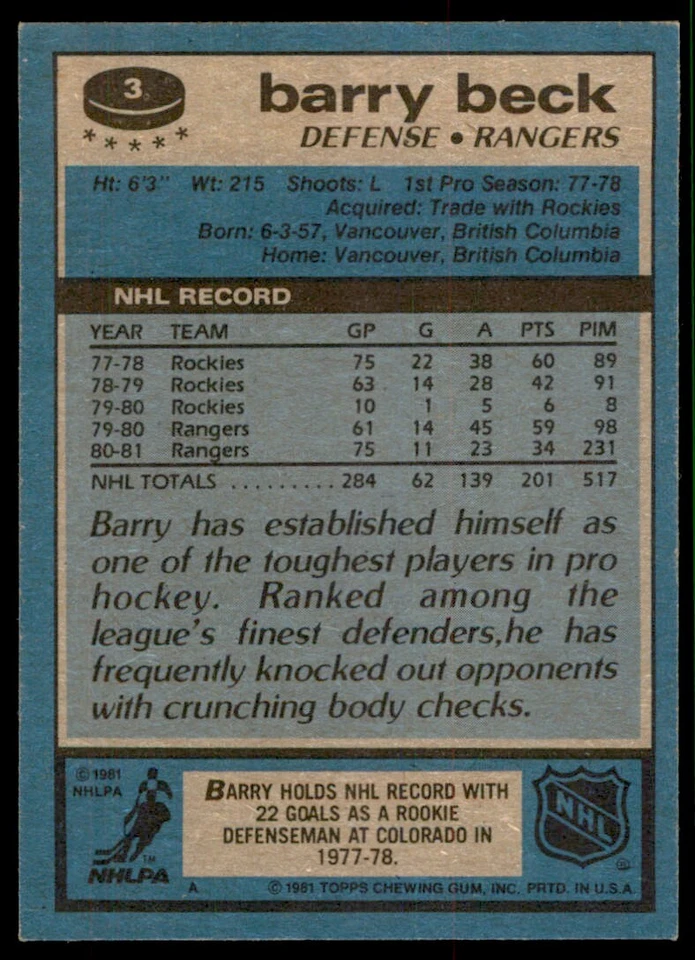 3
barry beck
DEFENSE • RANGERS
Ht: 6'3" Wt: 215 Shoots: L 1st Pro Season: 77-78
Acquired: Trade with Rockies
Born: 6-3-57, Vancouver, British Columbia
Home: Vancouver, British Columbia
NHL RECORD
YEAR TEAM GP G A PTS PIM
77-78 Rockies 75 22 38 60 89
78-79 Rockies 63 14 28 42 91
79-80 Rockies 10 1 5 6 8
79-80 Rangers 61 14 45 59 98
80-81 Rangers 75 11 23 34 231
NHL TOTALS .......... 284 62 139 201 517
Barry has established himself as
one of the toughest players in pro
hockey. Ranked among the
league's finest defenders,he has
frequently knocked out opponents
with crunching body checks.
© 1981
NHLPA
TM
NHLPA
BARRY HOLDS NHL RECORD WITH
22 GOALS AS A ROOKIE
DEFENSEMAN AT COLORADO IN
1977-78.
NHL
®
A © 1981 TOPPS CHEWING GUM, INC. PRTD. IN U.S.A.